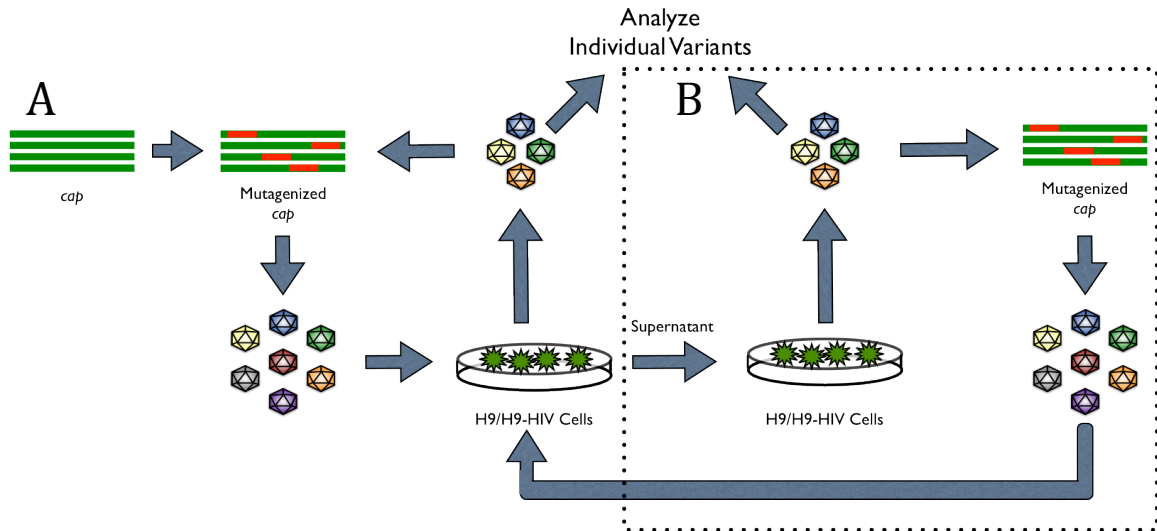 Analyze
Individual Variants
A
B
cap
Mutagenized
cap
Mutagenized
cap
Supernatant
H9/H9-HIV Cells
H9/H9-HIV Cells